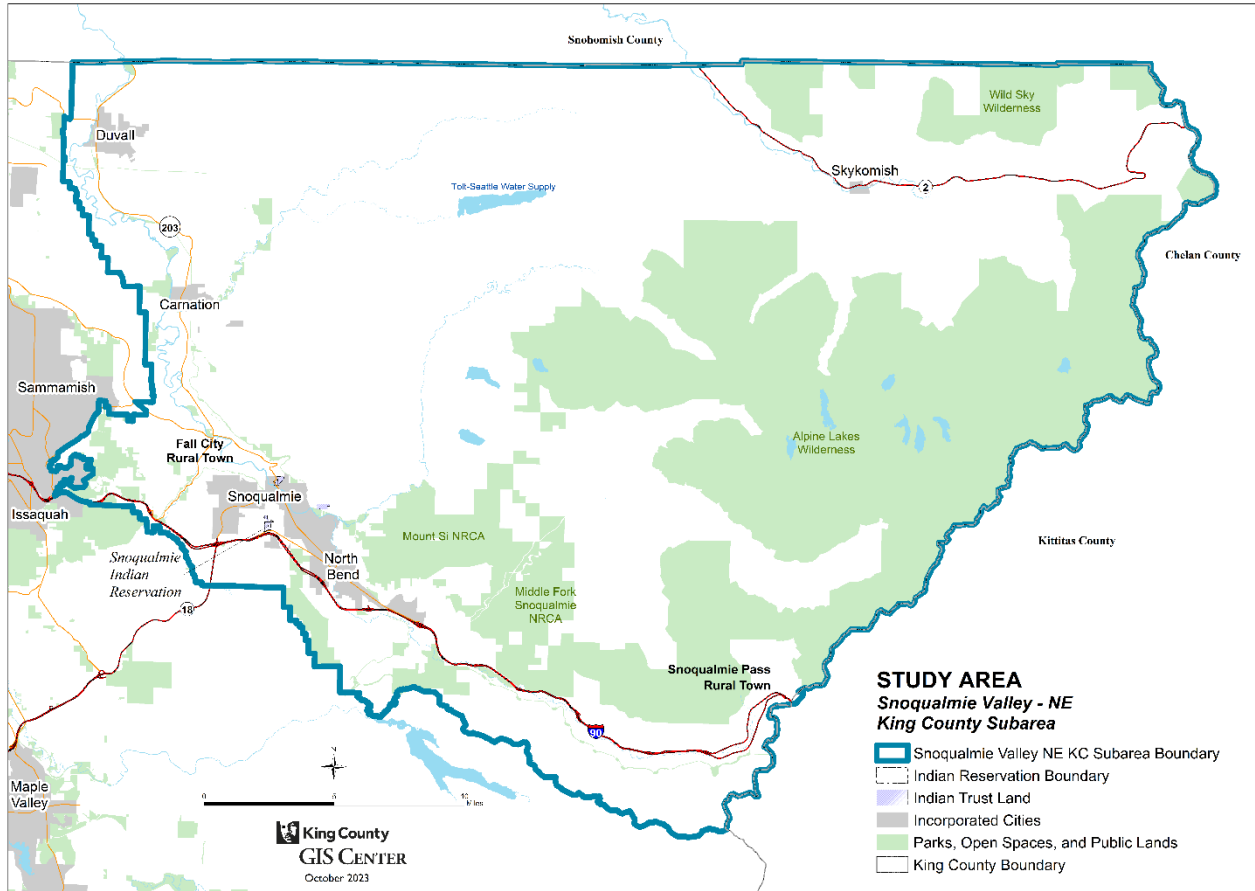 Snohomish County
Wild Sky
Wilderness
Duvall
Skykomish
2
Tolt-Seattle Water Supply
203
Chelan County
Carnation
Sammamish
Alpine Lakes
Wilderness
Fall City
Rural Town
Snoqualmie
Issaquah
Mount Si NRCA
Kittitas County
Snoqualmie
Indian
Reservation
North
Bend
Middle Fork
Snoqualmie
NRCA
18
Snoqualmie Pass
Rural Town
90
Maple
Valley
0
5
10
Miles
King County
GIS CENTER
October 2023
STUDY AREA
Snoqualmie Valley - NE
King County Subarea
Snoqualmie Valley NE KC Subarea Boundary
Indian Reservation Boundary
Indian Trust Land
Incorporated Cities
Parks, Open Spaces, and Public Lands
King County Boundary